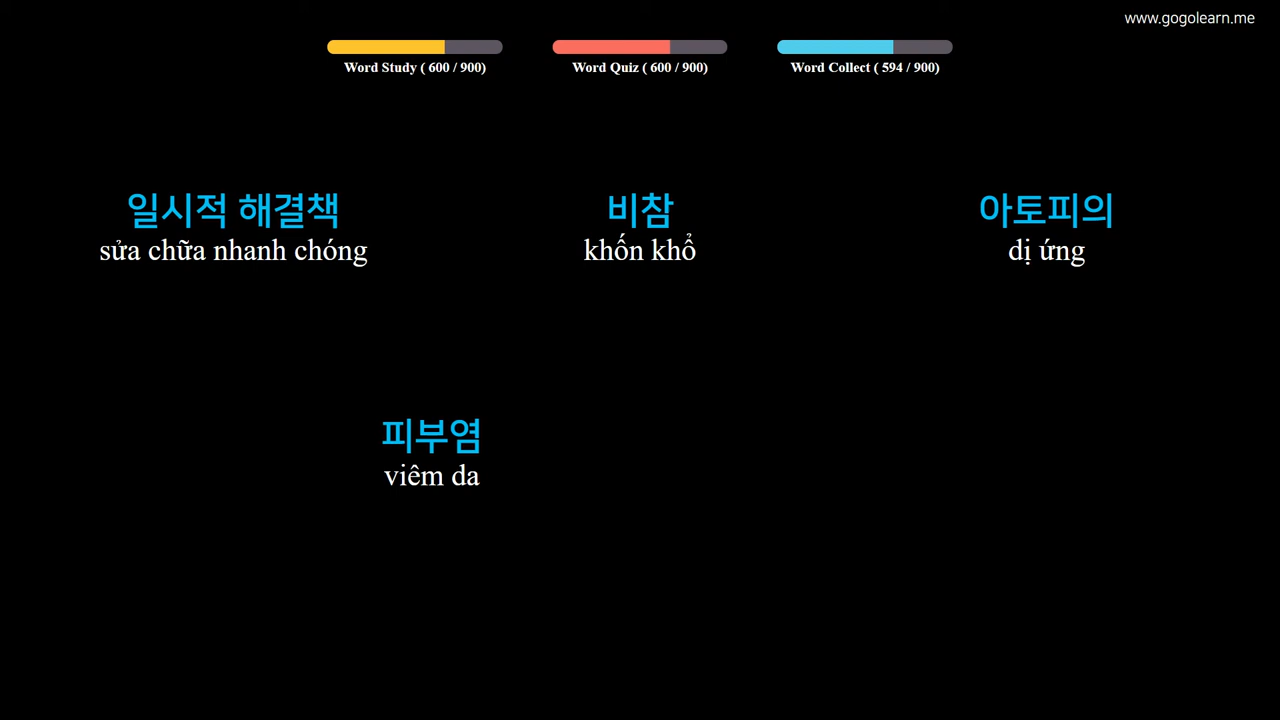 www.gogolearn.me
Word Study ( 600 / 900)
Word Quiz ( 600 / 900)
Word Collect ( 594 / 900)
일시적 해결책
sửa chữa nhanh chóng
비참
khốn khổ
아토피의
dị ứng
피부염
viêm da